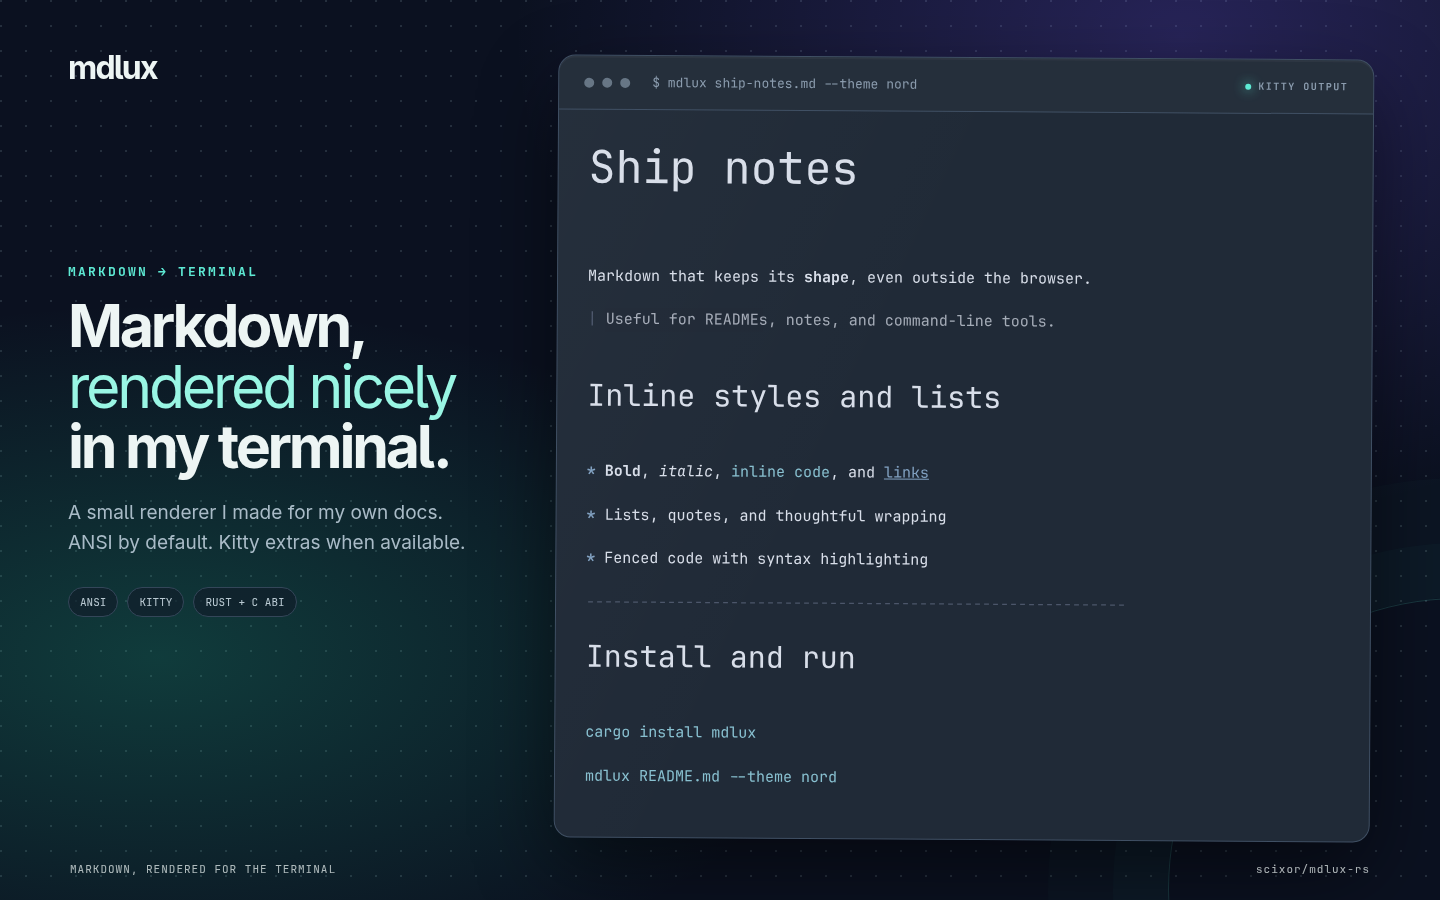 mdlux
MARKDOWN → TERMINAL
Markdown,
rendered nicely
in my terminal.
A small renderer I made for my own docs.
ANSI by default. Kitty extras when available.
ANSI
KITTY
RUST + C ABI
MARKDOWN, RENDERED FOR THE TERMINAL
$ mdlux ship-notes.md --theme nord
KITTY OUTPUT
Ship notes
Markdown that keeps its shape, even outside the browser.
│ Useful for READMEs, notes, and command-line tools.
Inline styles and lists
* Bold, italic, inline code, and links
* Lists, quotes, and thoughtful wrapping
* Fenced code with syntax highlighting
------------------------------------------------------------
Install and run
cargo install mdlux
mdlux README.md --theme nord
scixor/mdlux-rs